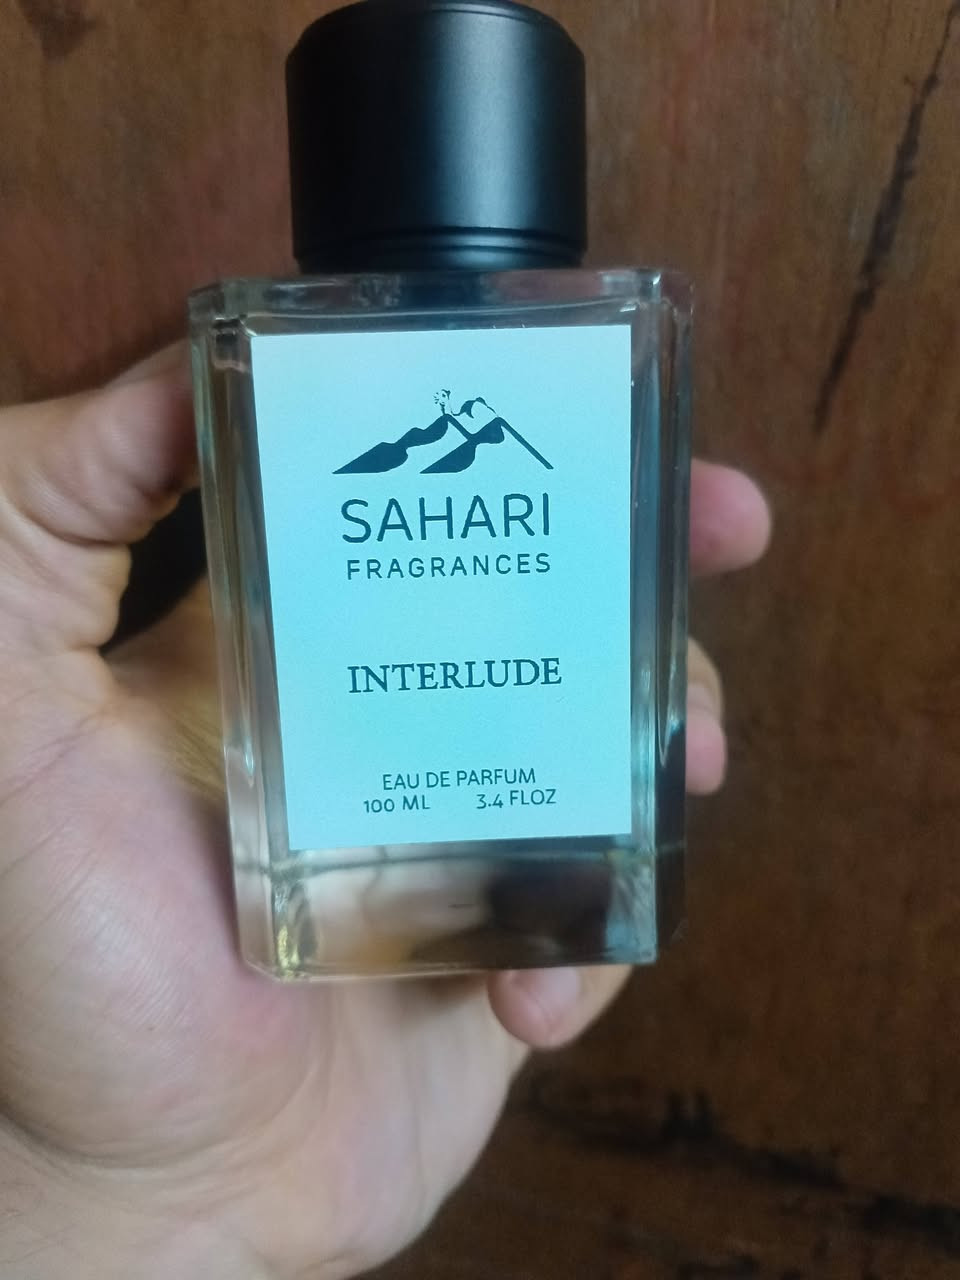 SAHARI
FRAGRANCES
INTERLUDE
EAU DE PARFUM
100 ML 3.4 FLOZ